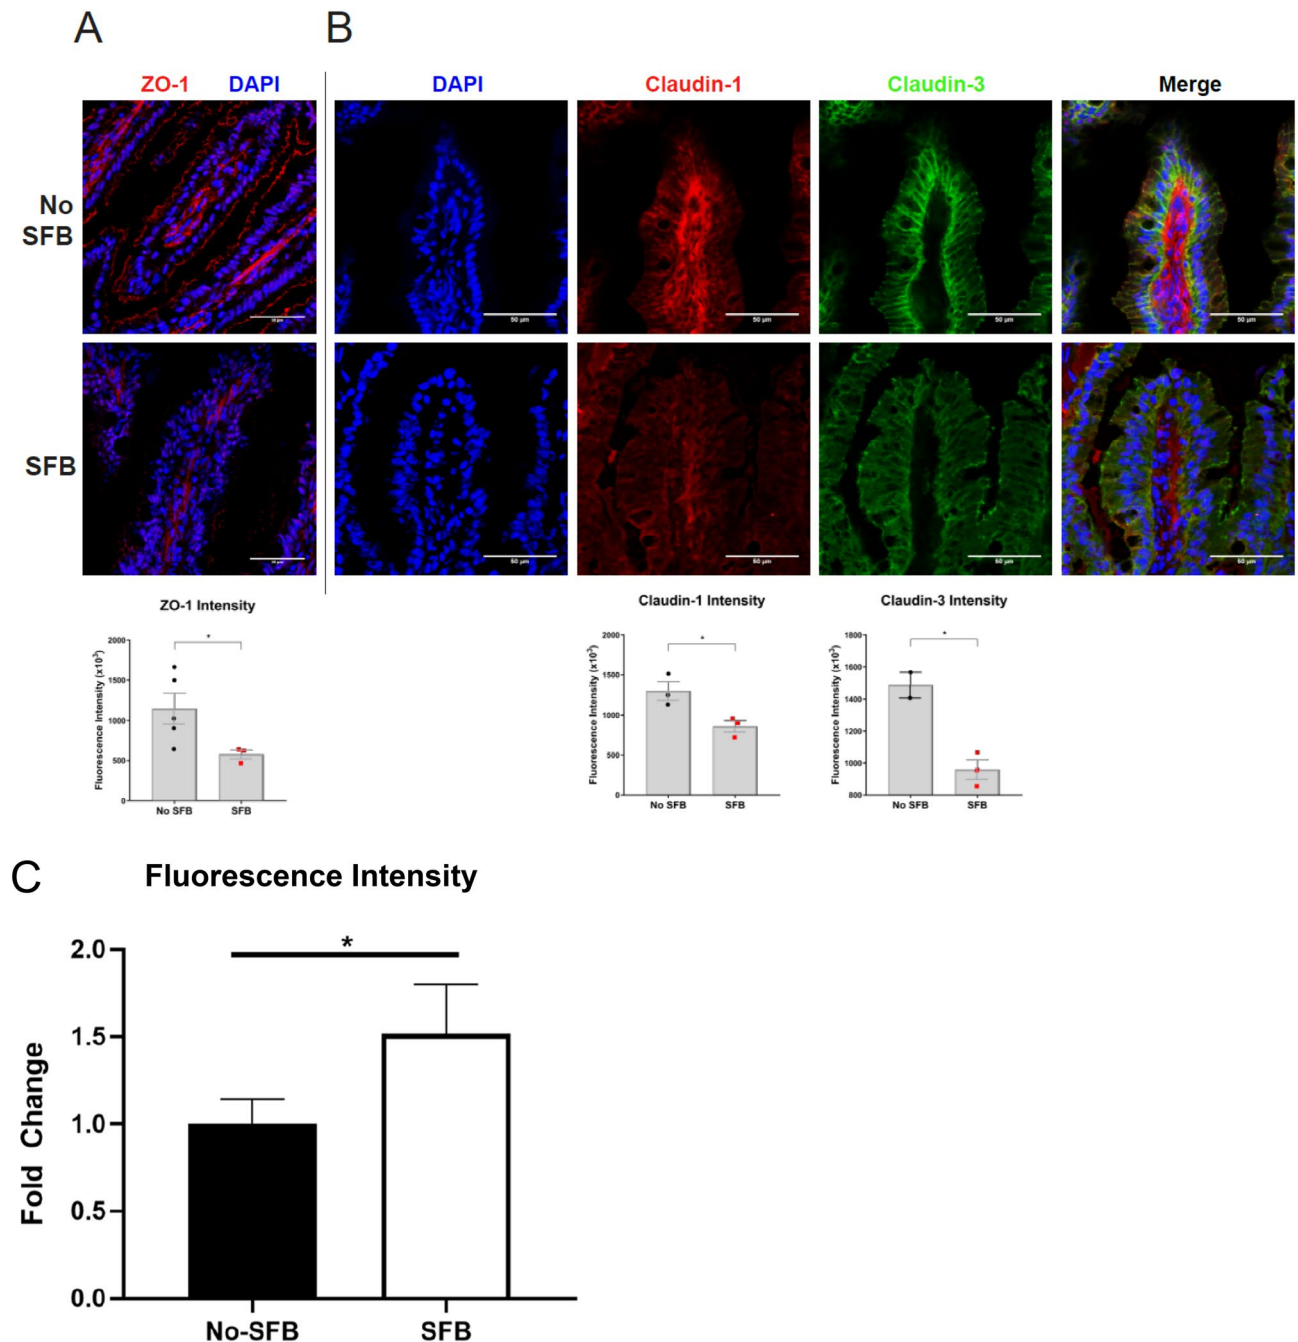 A B
ZO-1 DAPI DAPI Claudin-1 Claudin-3 Merge
No
SFB
50 µm 50 µm 50 µm 50 µm
SFB
50 µm 50 µm 50 µm 50 µm
ZO-1 Intensity
Fluorescence Intensity (x10³)
2000
1500
1000
500
0
*
No SFB SFB
Claudin-1 Intensity
Fluorescence Intensity (x10³)
2000
1500
1000
500
0
*
No SFB SFB
Claudin-3 Intensity
Fluorescence Intensity (x10³)
1800
1600
1400
1200
1000
800
*
No SFB SFB
C
Fluorescence Intensity
Fold Change
2.0
1.5
1.0
0.5
0.0
*
No-SFB SFB